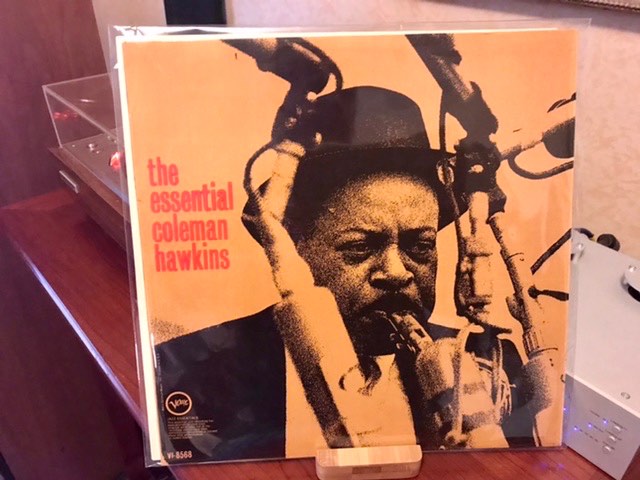 the
essential
coleman
hawkins
Verve
V-8568